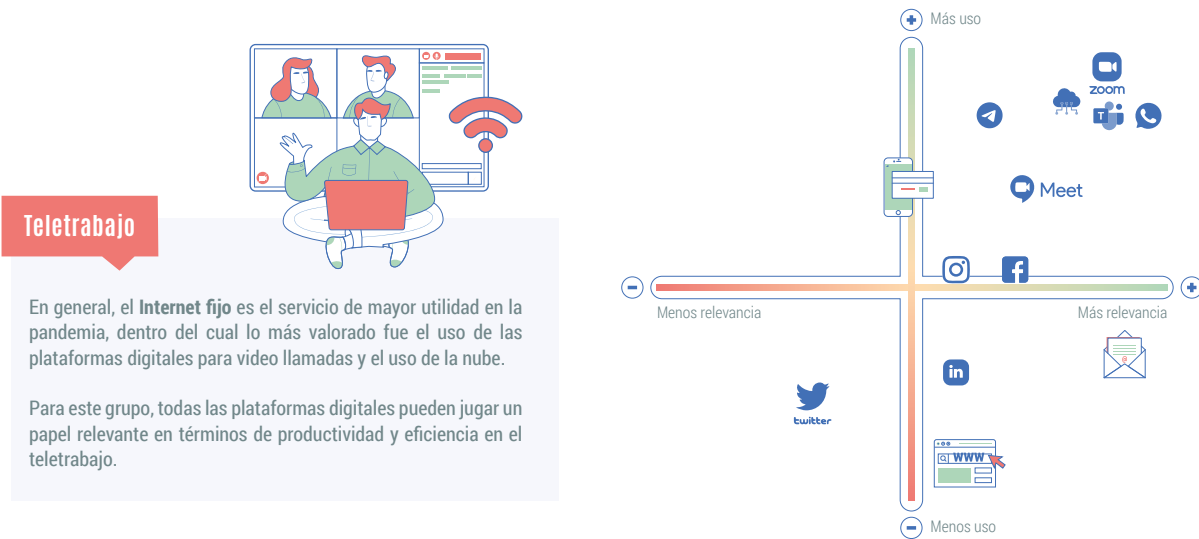 Teletrabajo
En general, el Internet fijo es el servicio de mayor utilidad en la
pandemia, dentro del cual lo más valorado fue el uso de las
plataformas digitales para video llamadas y el uso de la nube.
Para este grupo, todas las plataformas digitales pueden jugar un
papel relevante en términos de productividad y eficiencia en el
teletrabajo.
Más uso
zoom
T
Meet
Menos relevancia
Más relevancia
in
twitter
www
@
Menos uso